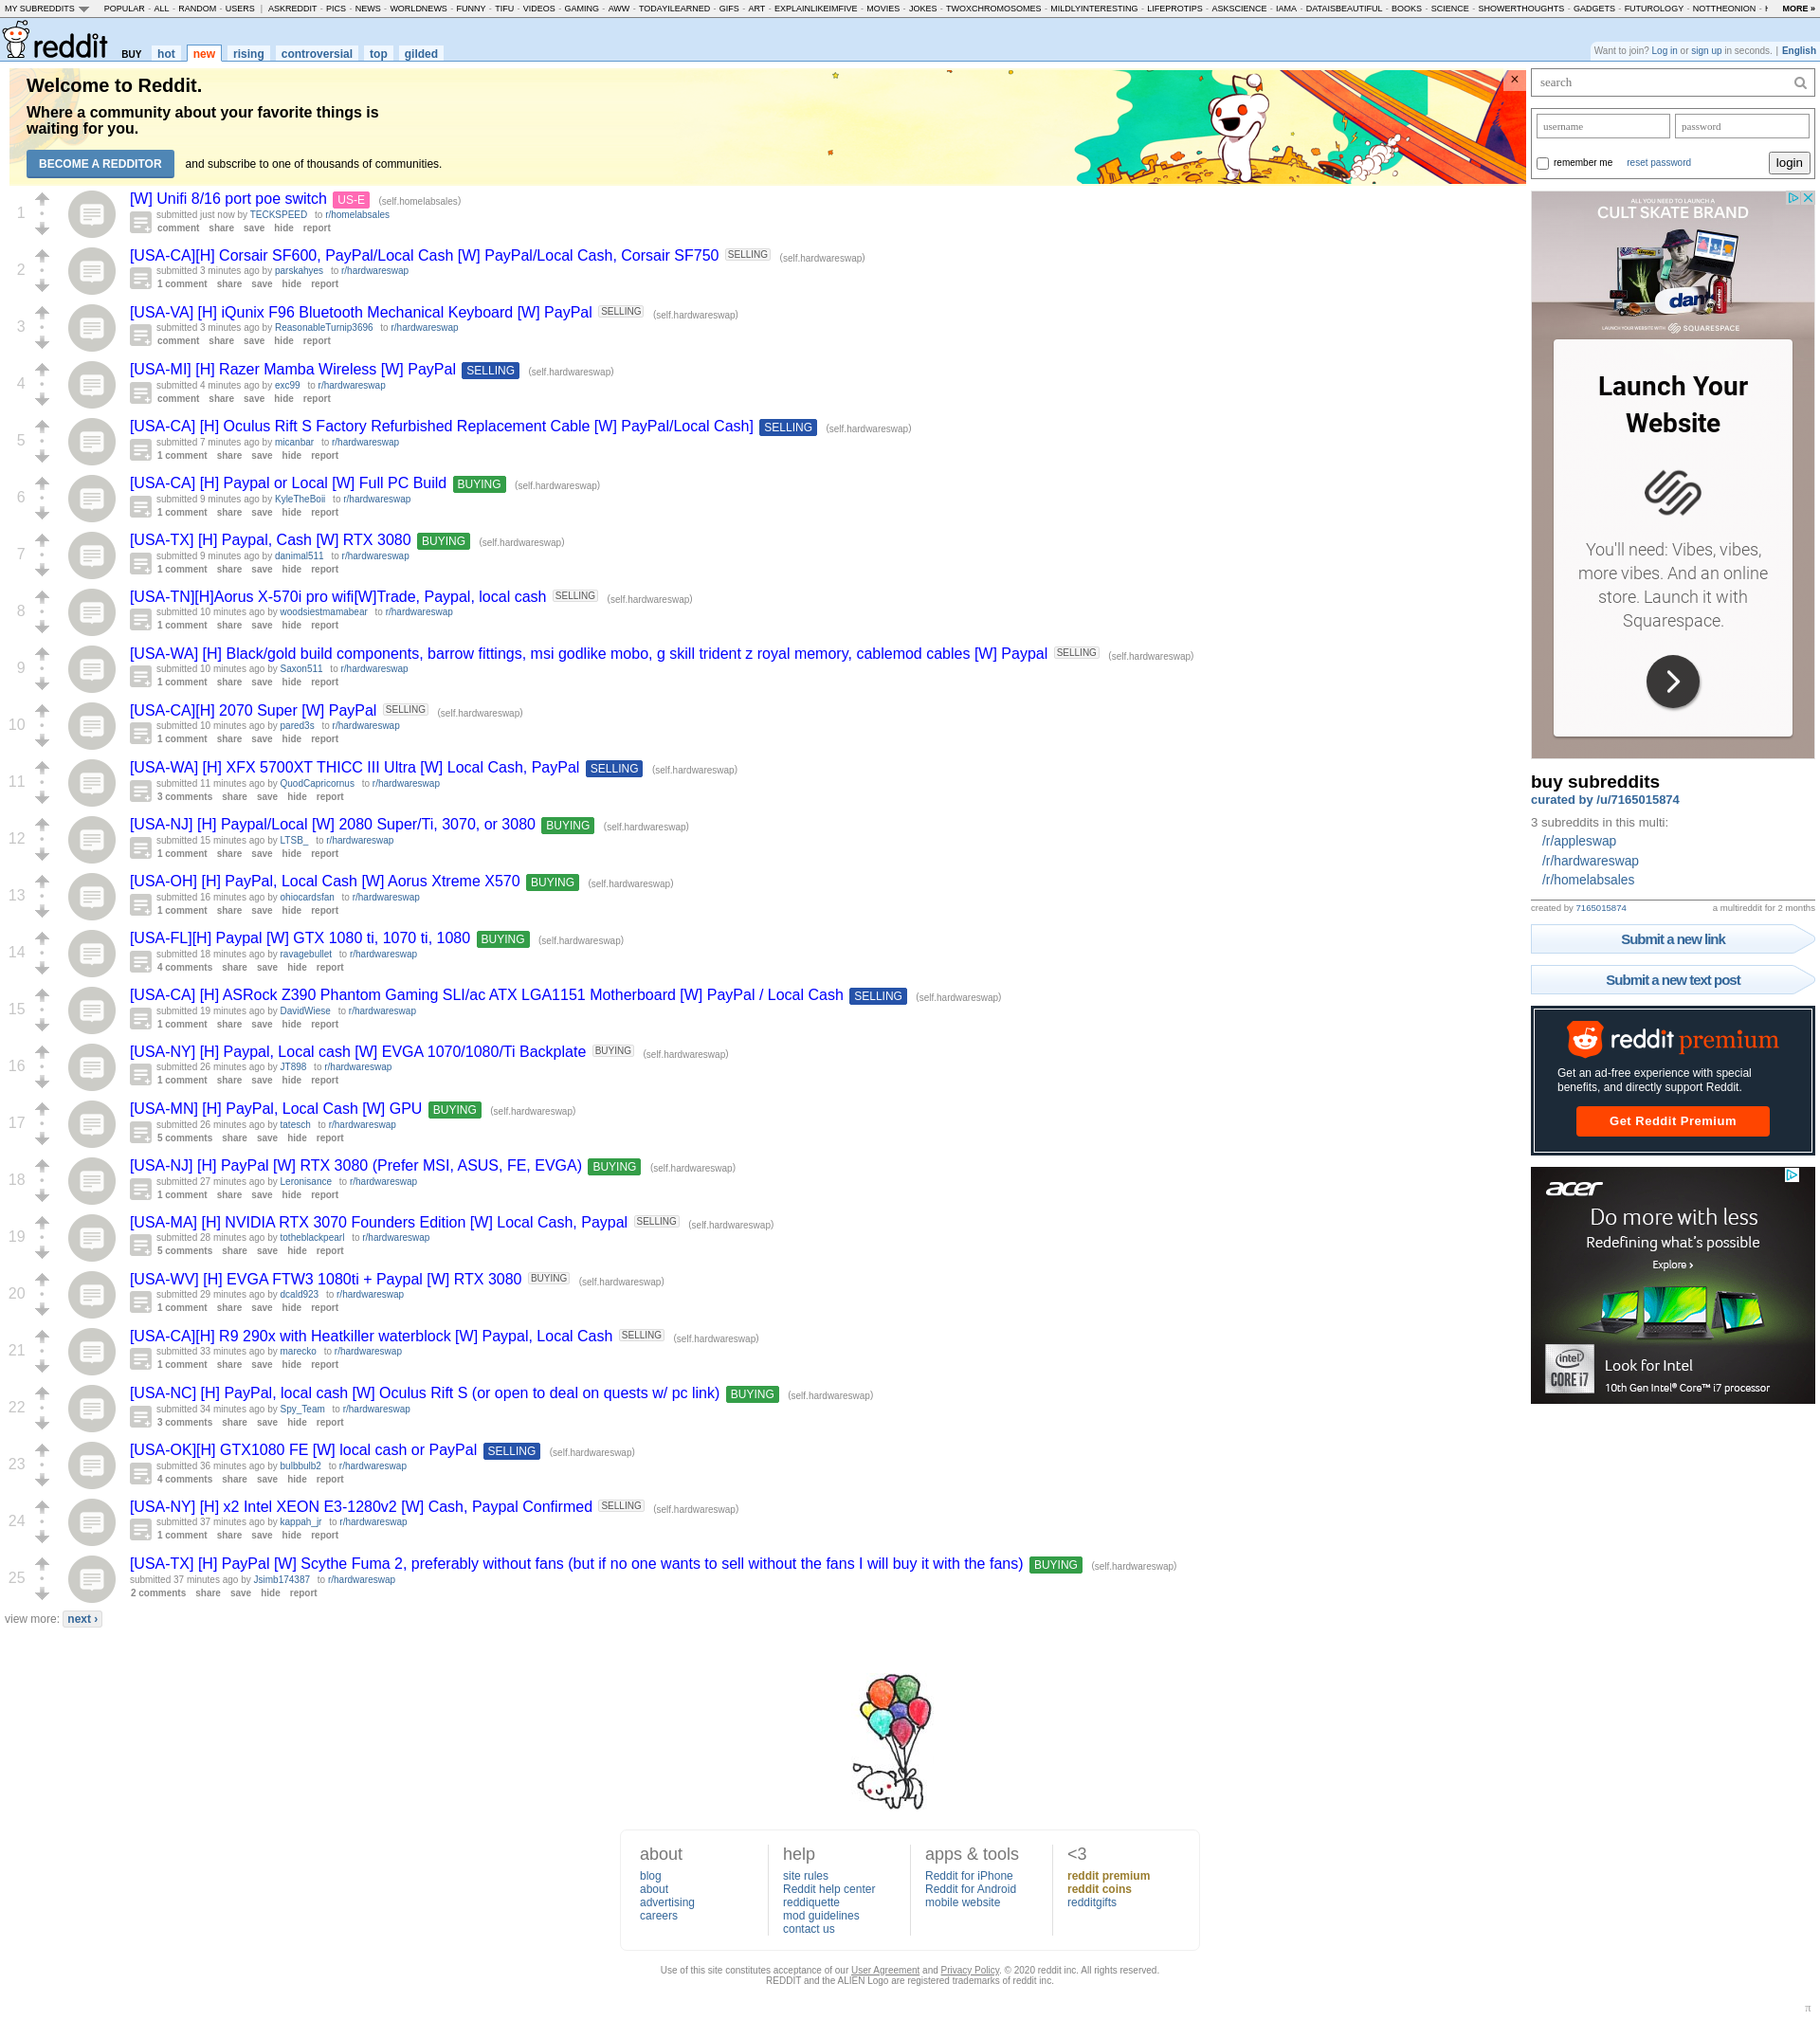 MY SUBREDDITS POPULAR - ALL - RANDOM - USERS | ASKREDDIT - PICS - NEWS - WORLDNEWS - FUNNY - TIFU - VIDEOS - GAMING - AWW - TODAYILEARNED - GIFS - ART - EXPLAINLIKEIMFIVE - MOVIES - JOKES - TWOXCHROMOSOMES - MILDLYINTERESTING - LIFEPROTIPS - ASKSCIENCE - IAMA - DATAISBEAUTIFUL - BOOKS - SCIENCE - SHOWERTHOUGHTS - GADGETS - FUTUROLOGY - NOTTHEONION - MORE »
reddit BUY hot new rising controversial top gilded
Want to join? Log in or sign up in seconds. | English
Welcome to Reddit.
Where a community about your favorite things is
waiting for you.
BECOME A REDDITOR and subscribe to one of thousands of communities.
×
1
[W] Unifi 8/16 port poe switch US-E (self.homelabsales)
submitted just now by TECKSPEED to r/homelabsales
comment share save hide report
2
[USA-CA][H] Corsair SF600, PayPal/Local Cash [W] PayPal/Local Cash, Corsair SF750 SELLING (self.hardwareswap)
submitted 3 minutes ago by parskahyes to r/hardwareswap
1 comment share save hide report
3
[USA-VA] [H] iQunix F96 Bluetooth Mechanical Keyboard [W] PayPal SELLING (self.hardwareswap)
submitted 3 minutes ago by ReasonableTurnip3696 to r/hardwareswap
comment share save hide report
4
[USA-MI] [H] Razer Mamba Wireless [W] PayPal SELLING (self.hardwareswap)
submitted 4 minutes ago by exc99 to r/hardwareswap
comment share save hide report
5
[USA-CA] [H] Oculus Rift S Factory Refurbished Replacement Cable [W] PayPal/Local Cash] SELLING (self.hardwareswap)
submitted 7 minutes ago by micanbar to r/hardwareswap
1 comment share save hide report
6
[USA-CA] [H] Paypal or Local [W] Full PC Build BUYING (self.hardwareswap)
submitted 9 minutes ago by KyleTheBoii to r/hardwareswap
1 comment share save hide report
7
[USA-TX] [H] Paypal, Cash [W] RTX 3080 BUYING (self.hardwareswap)
submitted 9 minutes ago by danimal511 to r/hardwareswap
1 comment share save hide report
8
[USA-TN][H]Aorus X-570i pro wifi[W]Trade, Paypal, local cash SELLING (self.hardwareswap)
submitted 10 minutes ago by woodsiestmamabear to r/hardwareswap
1 comment share save hide report
9
[USA-WA] [H] Black/gold build components, barrow fittings, msi godlike mobo, g skill trident z royal memory, cablemod cables [W] Paypal SELLING (self.hardwareswap)
submitted 10 minutes ago by Saxon511 to r/hardwareswap
1 comment share save hide report
10
[USA-CA][H] 2070 Super [W] PayPal SELLING (self.hardwareswap)
submitted 10 minutes ago by pared3s to r/hardwareswap
1 comment share save hide report
11
[USA-WA] [H] XFX 5700XT THICC III Ultra [W] Local Cash, PayPal SELLING (self.hardwareswap)
submitted 11 minutes ago by QuodCapricornus to r/hardwareswap
3 comments share save hide report
12
[USA-NJ] [H] Paypal/Local [W] 2080 Super/Ti, 3070, or 3080 BUYING (self.hardwareswap)
submitted 15 minutes ago by LTSB_ to r/hardwareswap
1 comment share save hide report
13
[USA-OH] [H] PayPal, Local Cash [W] Aorus Xtreme X570 BUYING (self.hardwareswap)
submitted 16 minutes ago by ohiocardsfan to r/hardwareswap
1 comment share save hide report
14
[USA-FL][H] Paypal [W] GTX 1080 ti, 1070 ti, 1080 BUYING (self.hardwareswap)
submitted 18 minutes ago by ravagebullet to r/hardwareswap
4 comments share save hide report
15
[USA-CA] [H] ASRock Z390 Phantom Gaming SLI/ac ATX LGA1151 Motherboard [W] PayPal / Local Cash SELLING (self.hardwareswap)
submitted 19 minutes ago by DavidWiese to r/hardwareswap
1 comment share save hide report
16
[USA-NY] [H] Paypal, Local cash [W] EVGA 1070/1080/Ti Backplate BUYING (self.hardwareswap)
submitted 26 minutes ago by JT898 to r/hardwareswap
1 comment share save hide report
17
[USA-MN] [H] PayPal, Local Cash [W] GPU BUYING (self.hardwareswap)
submitted 26 minutes ago by tatesch to r/hardwareswap
5 comments share save hide report
18
[USA-NJ] [H] PayPal [W] RTX 3080 (Prefer MSI, ASUS, FE, EVGA) BUYING (self.hardwareswap)
submitted 27 minutes ago by Leronisance to r/hardwareswap
1 comment share save hide report
19
[USA-MA] [H] NVIDIA RTX 3070 Founders Edition [W] Local Cash, Paypal SELLING (self.hardwareswap)
submitted 28 minutes ago by totheblackpearl to r/hardwareswap
5 comments share save hide report
20
[USA-WV] [H] EVGA FTW3 1080ti + Paypal [W] RTX 3080 BUYING (self.hardwareswap)
submitted 29 minutes ago by dcald923 to r/hardwareswap
1 comment share save hide report
21
[USA-CA][H] R9 290x with Heatkiller waterblock [W] Paypal, Local Cash SELLING (self.hardwareswap)
submitted 33 minutes ago by marecko to r/hardwareswap
1 comment share save hide report
22
[USA-NC] [H] PayPal, local cash [W] Oculus Rift S (or open to deal on quests w/ pc link) BUYING (self.hardwareswap)
submitted 34 minutes ago by Spy_Team to r/hardwareswap
3 comments share save hide report
23
[USA-OK][H] GTX1080 FE [W] local cash or PayPal SELLING (self.hardwareswap)
submitted 36 minutes ago by bulbbulb2 to r/hardwareswap
4 comments share save hide report
24
[USA-NY] [H] x2 Intel XEON E3-1280v2 [W] Cash, Paypal Confirmed SELLING (self.hardwareswap)
submitted 37 minutes ago by kappah_jr to r/hardwareswap
1 comment share save hide report
25
[USA-TX] [H] PayPal [W] Scythe Fuma 2, preferably without fans (but if no one wants to sell without the fans I will buy it with the fans) BUYING (self.hardwareswap)
submitted 37 minutes ago by Jsimb174387 to r/hardwareswap
2 comments share save hide report
view more: next ›
search
username password
remember me reset password login
ALL YOU NEED TO LAUNCH A
CULT SKATE BRAND
dan
LAUNCH YOUR WEBSITE WITH SQUARESPACE
Launch Your
Website
You'll need: Vibes, vibes,
more vibes. And an online
store. Launch it with
Squarespace.
buy subreddits
curated by /u/7165015874
3 subreddits in this multi:
/r/appleswap
/r/hardwareswap
/r/homelabsales
created by 7165015874 a multireddit for 2 months
Submit a new link
Submit a new text post
reddit premium
Get an ad-free experience with special
benefits, and directly support Reddit.
Get Reddit Premium
acer
Do more with less
Redefining what's possible
Explore ›
intel
CORE i7
Look for Intel
10th Gen Intel® Core™ i7 processor
about
blog
about
advertising
careers
help
site rules
Reddit help center
reddiquette
mod guidelines
contact us
apps & tools
Reddit for iPhone
Reddit for Android
mobile website
<3
reddit premium
reddit coins
redditgifts
Use of this site constitutes acceptance of our User Agreement and Privacy Policy. © 2020 reddit inc. All rights reserved.
REDDIT and the ALIEN Logo are registered trademarks of reddit inc.
π